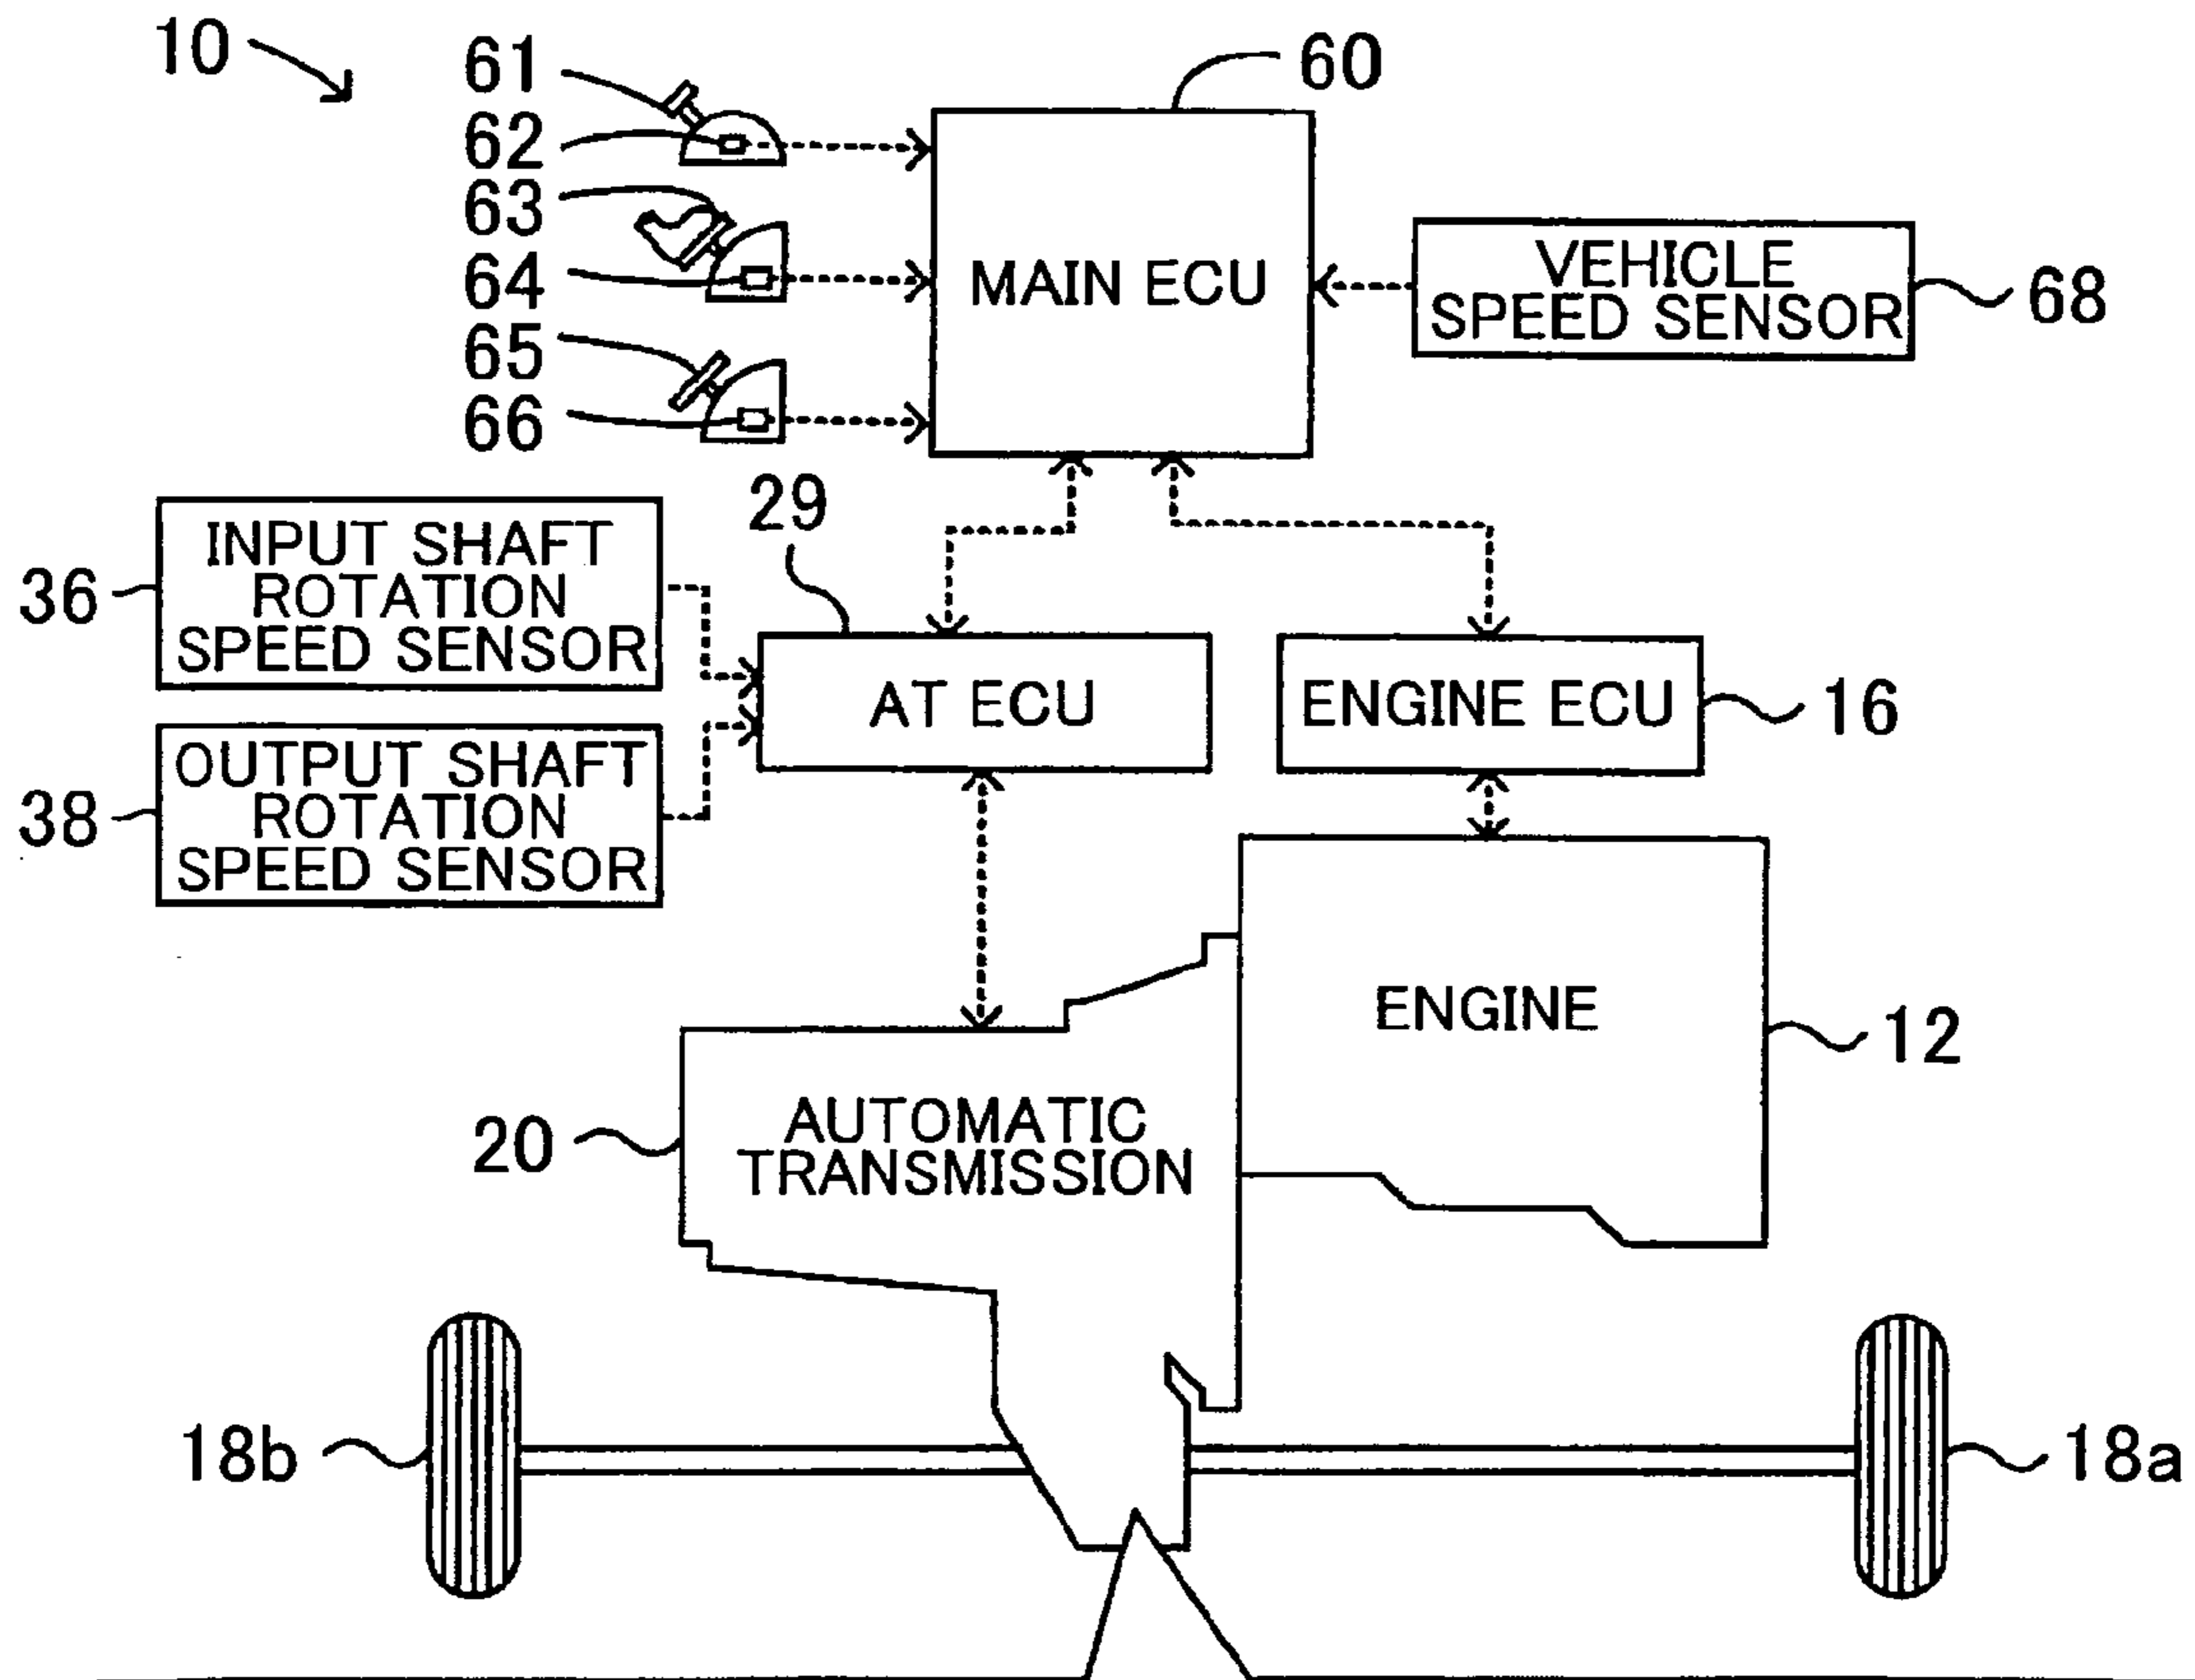 10
61
60
62
63
64
MAIN ECU
VEHICLE
SPEED SENSOR
68
65
66
29
INPUT SHAFT
ROTATION
SPEED SENSOR
36
AT ECU
ENGINE ECU
16
OUTPUT SHAFT
ROTATION
SPEED SENSOR
38
ENGINE
12
AUTOMATIC
TRANSMISSION
20
18b
18a